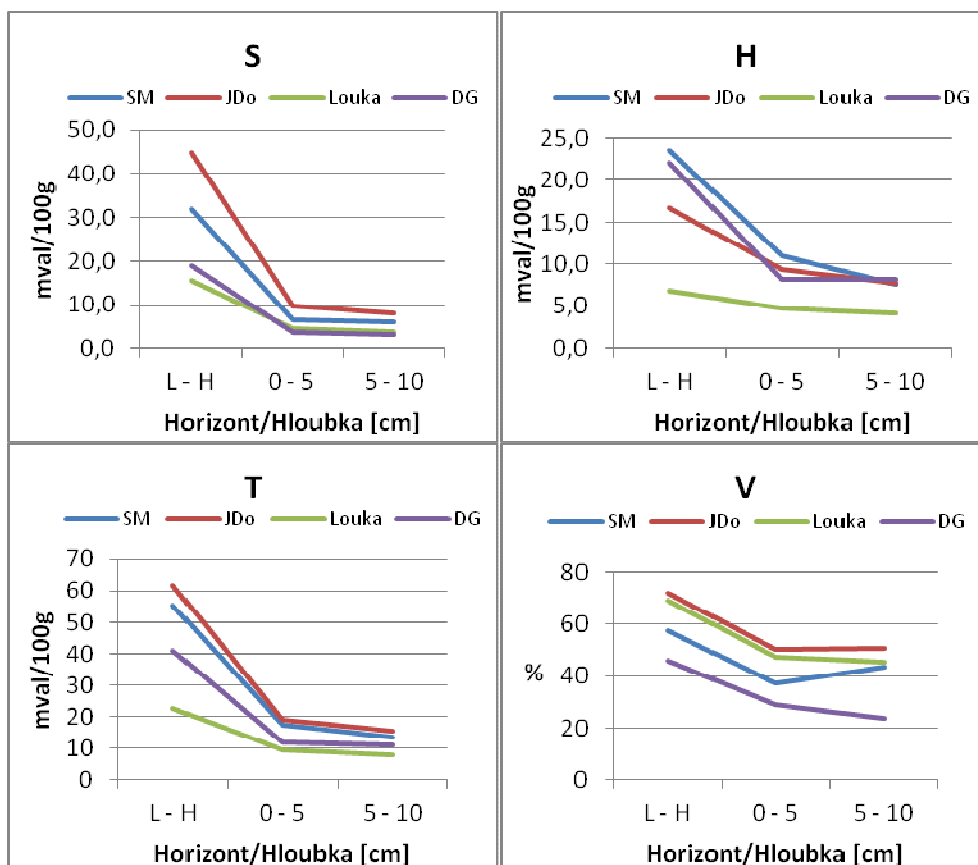 S
SM JDo Louka DG
50,0
40,0
30,0
20,0
10,0
0,0
mval/100g
L - H 0 - 5 5 - 10
Horizont/Hloubka [cm]
H
SM JDo Louka DG
25,0
20,0
15,0
10,0
5,0
0,0
mval/100g
L - H 0 - 5 5 - 10
Horizont/Hloubka [cm]
T
SM JDo Louka DG
70
60
50
40
30
20
10
0
mval/100g
L - H 0 - 5 5 - 10
Horizont/Hloubka [cm]
V
SM JDo Louka DG
80
60
40
20
0
%
L - H 0 - 5 5 - 10
Horizont/Hloubka [cm]